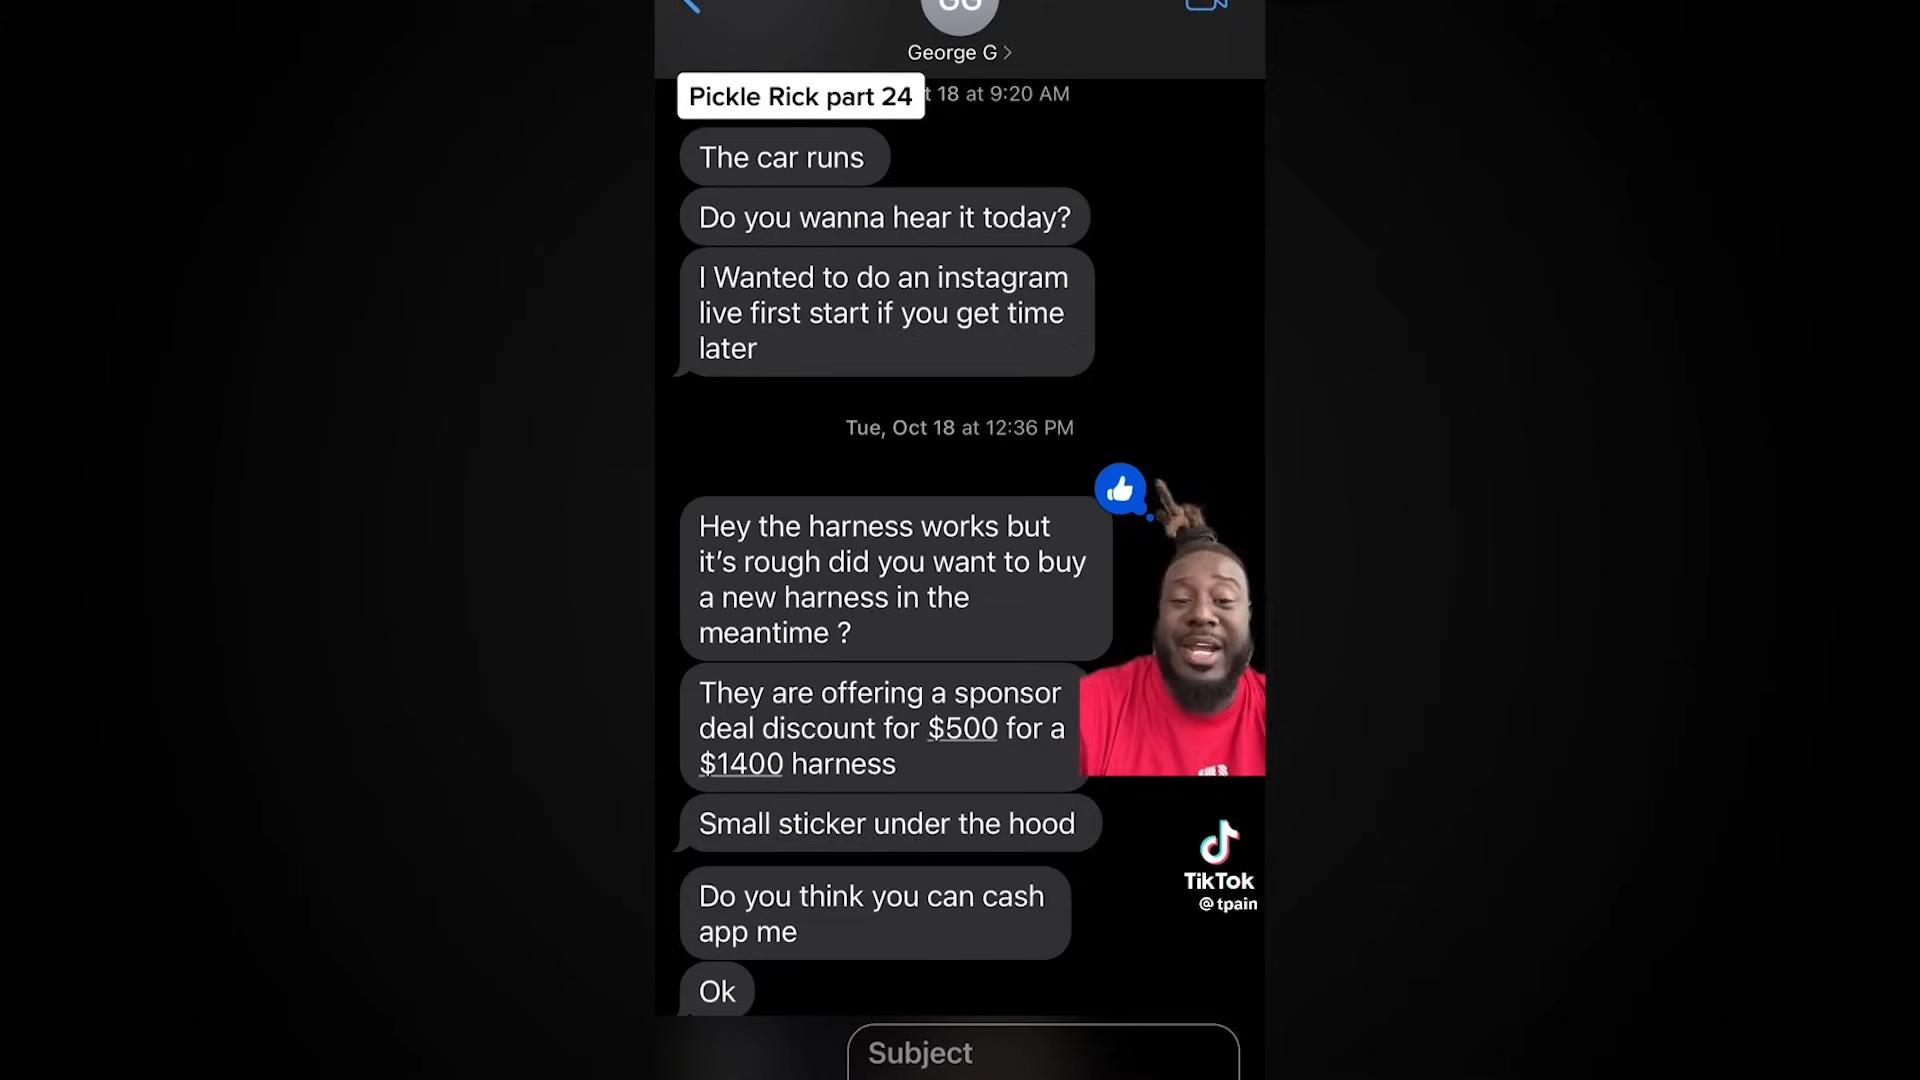 GG
George G
Pickle Rick part 24
t 18 at 9:20 AM
The car runs
Do you wanna hear it today?
I Wanted to do an instagram
live first start if you get time
later
Tue, Oct 18 at 12:36 PM
Hey the harness works but
it’s rough did you want to buy
a new harness in the
meantime ?
They are offering a sponsor
deal discount for $500 for a
$1400 harness
Small sticker under the hood
Do you think you can cash
app me
Ok
TikTok
@tpain
Subject